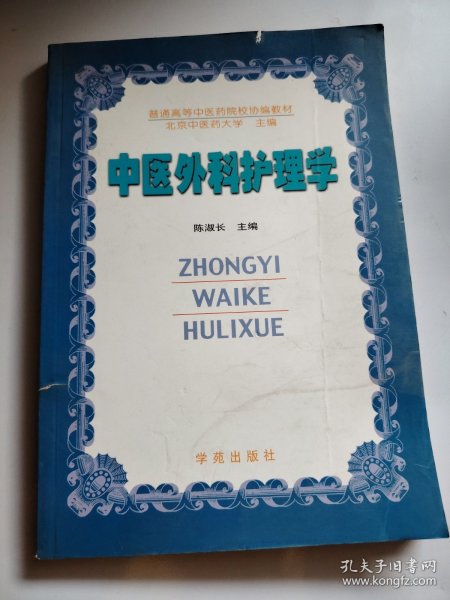 普通高等中医药院校协编教材
北京中医药大学 主编
中医外科护理学
陈淑长 主编
ZHONGYI
WAIKE
HULIXUE
学苑出版社
孔夫子旧书网
www.kongfz.com